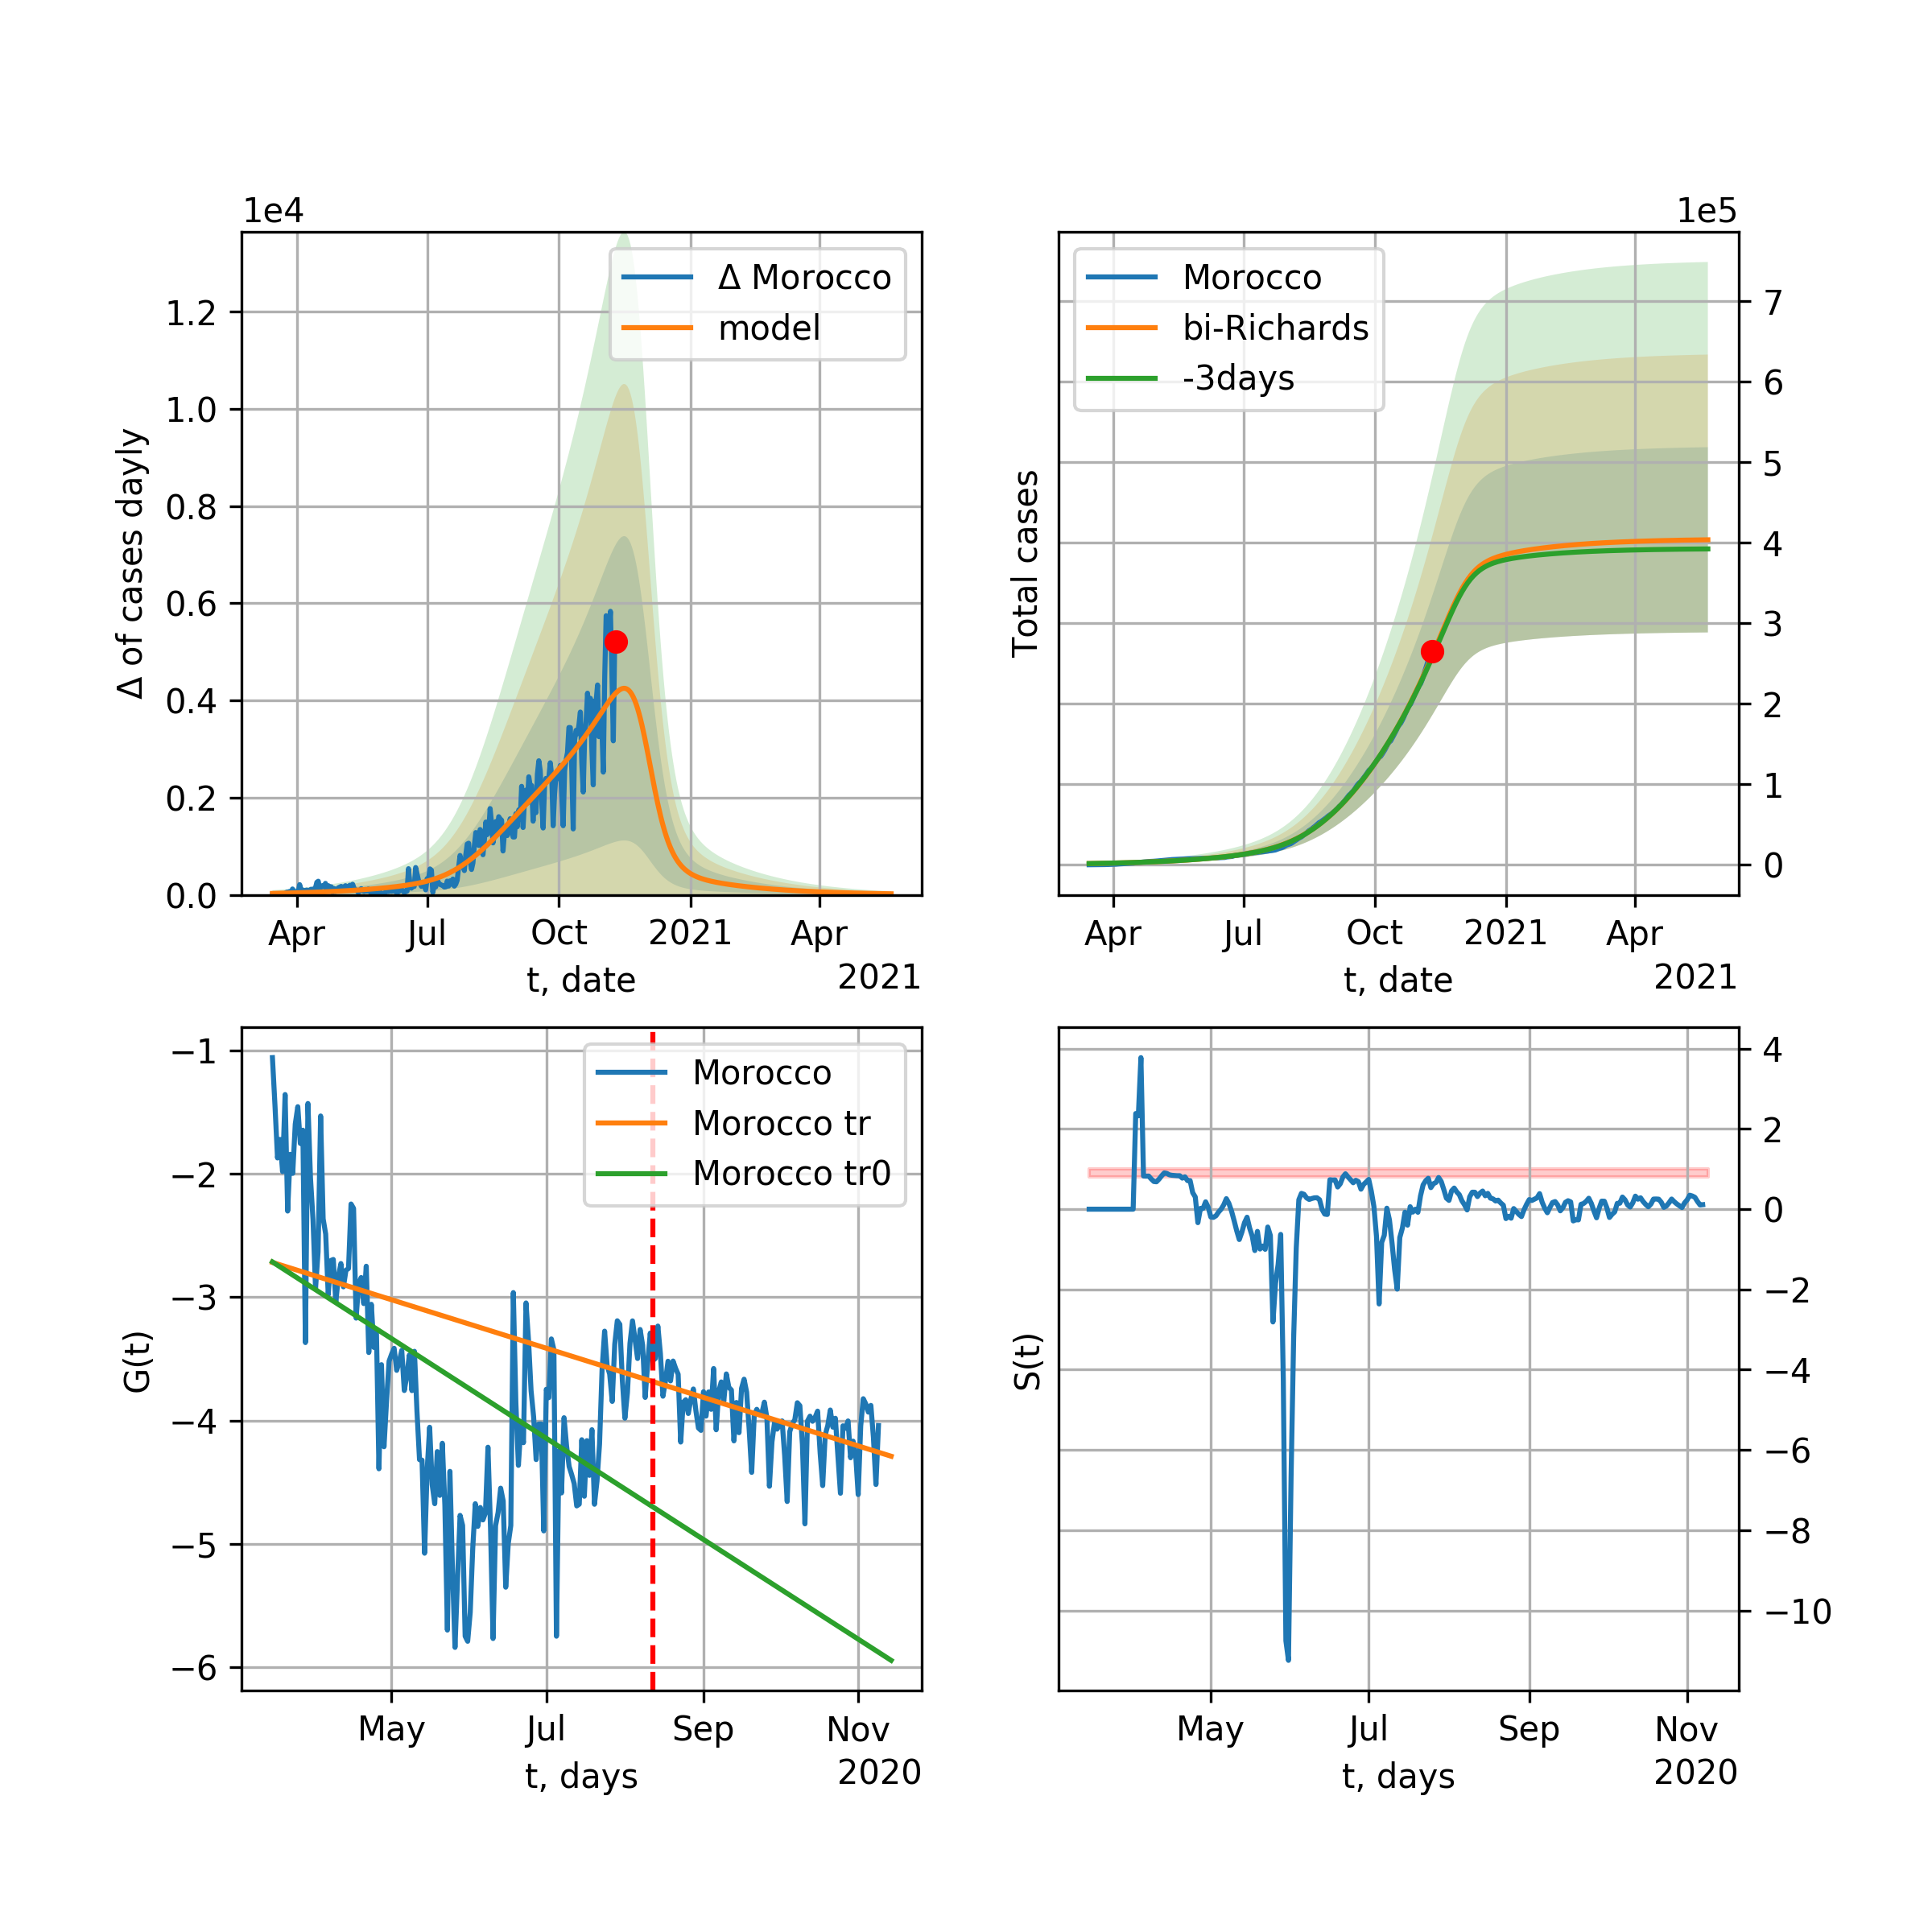 1e4
Δ Morocco
model
1.2
1.0
0.8
0.6
0.4
0.2
0.0
Δ of cases dayly
Apr Jul Oct 2021 Apr
t, date
2021
1e5
Morocco
bi-Richards
-3days
7
6
5
4
3
2
1
0
Total cases
Apr Jul Oct 2021 Apr
t, date
2021
Morocco
Morocco tr
Morocco tr0
−1
−2
−3
−4
−5
−6
G(t)
May Jul Sep Nov
t, days
2020
4
2
0
−2
−4
−6
−8
−10
S(t)
May Jul Sep Nov
t, days
2020